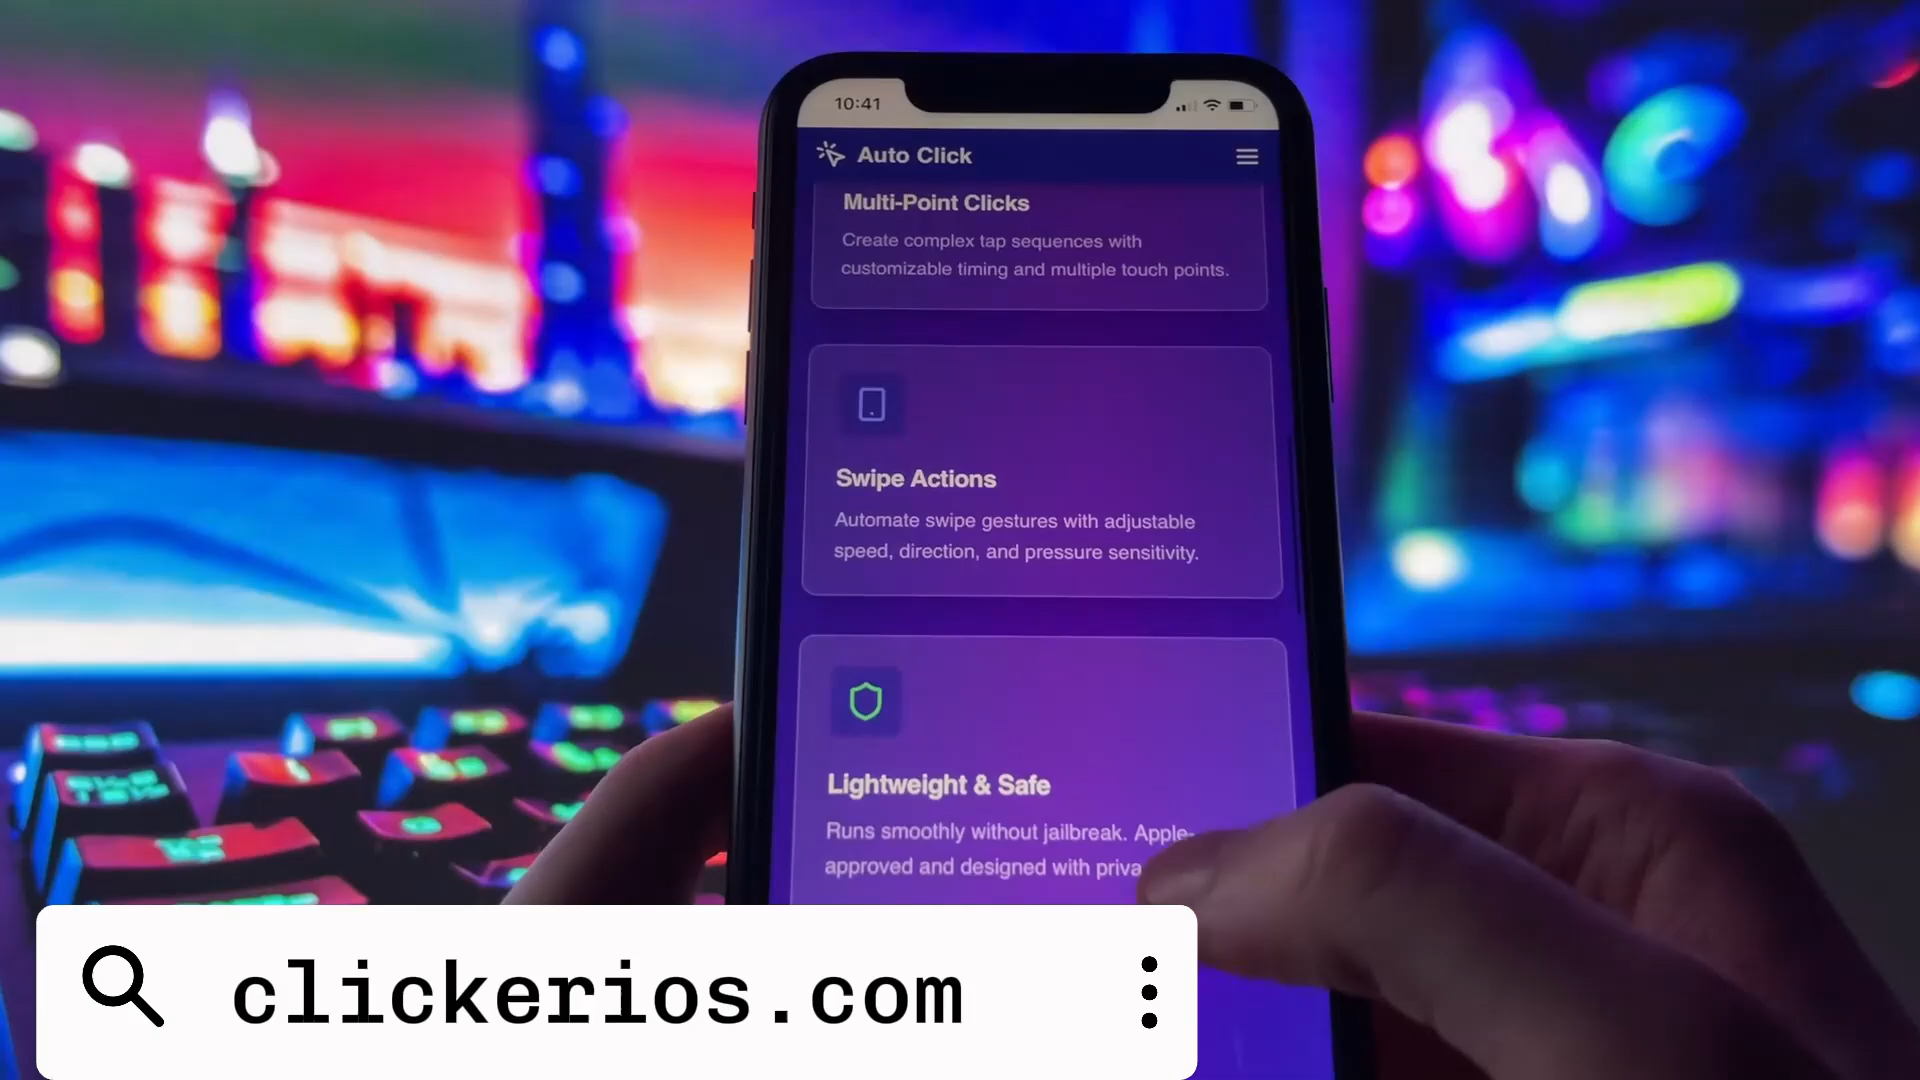 10:41
Auto Click
Multi-Point Clicks
Create complex tap sequences with
customizable timing and multiple touch points.
Swipe Actions
Automate swipe gestures with adjustable
speed, direction, and pressure sensitivity.
Lightweight & Safe
Runs smoothly without jailbreak. Apple-
approved and designed with priva
clickerios.com